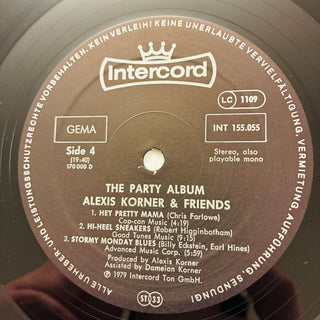 Intercord
LC 1109
GEMA
INT 155.055
Side 4
(19:40)
170 000 D
Stereo, also
playable mono
THE PARTY ALBUM
ALEXIS KORNER & FRIENDS
1. HEY PRETTY MAMA (Chris Farlowe)
Cop-con Music (4:19)
2. HI-HEEL SNEAKERS (Robert Higginbotham)
Good Tunes Music (9:15)
3. STORMY MONDAY BLUES (Billy Eckstein, Earl Hines)
Advanced Music Corp. (5:59)
Produced by Alexis Korner
Assisted by Dameian Korner
℗ 1979 Intercord Ton GmbH.
ST 33
ALLE URHEBER- UND LEISTUNGSSCHUTZRECHTE VORBEHALTEN. KEIN VERLEIH! KEINE UNERLAUBTE VERVIELFÄLTIGUNG, VERMIETUNG, AUFFÜHRUNG, SENDUNG!